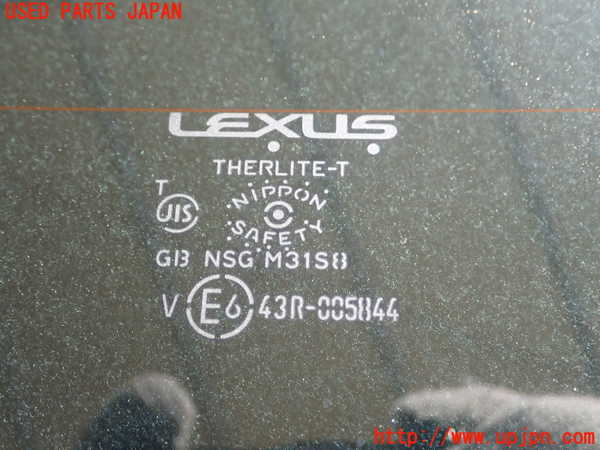 USED PARTS JAPAN
LEXUS
THERLITE-T
T
JIS
NIPPON
SAFETY
GB NSG M31S8
V E6 43R-005844
http://www.upjpn.com